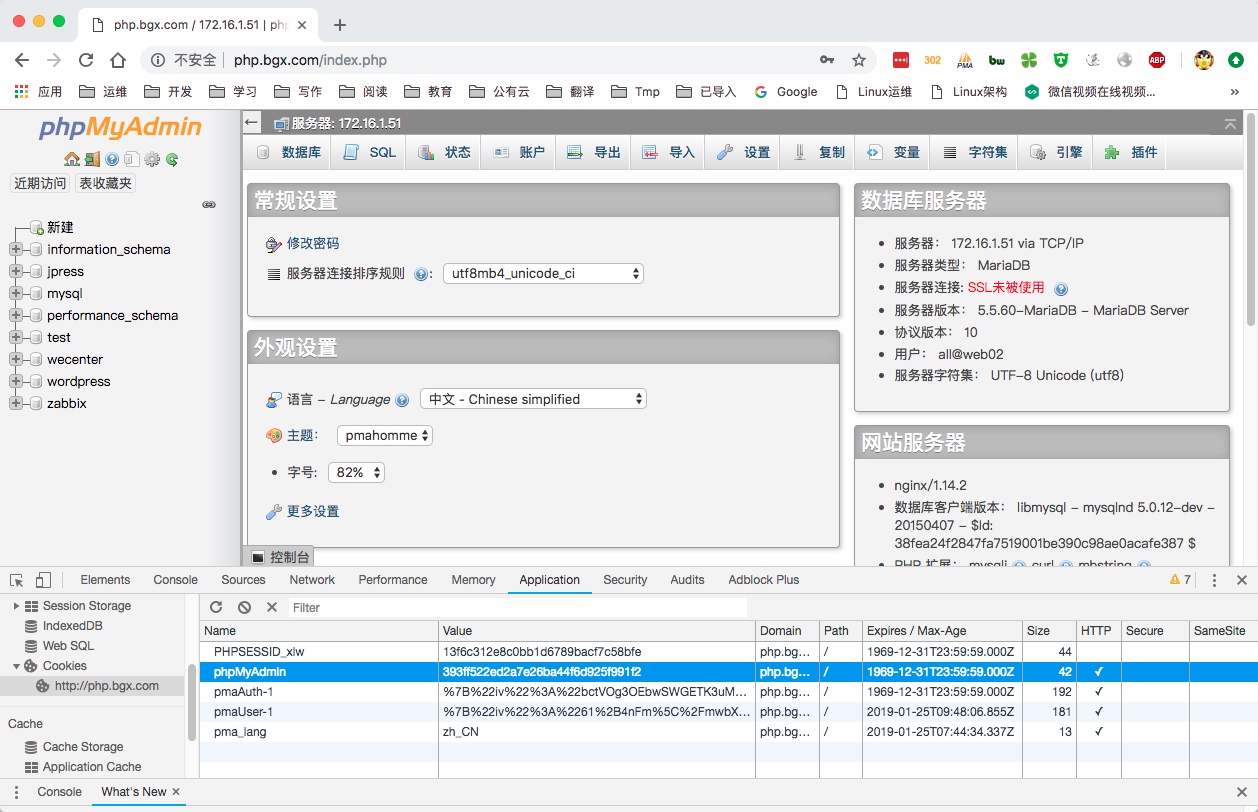 php.bgx.com / 172.16.1.51 | php
不安全 php.bgx.com/index.php
302 PMA bw ABP
应用 运维 开发 学习 写作 阅读 教育 公有云 翻译 Tmp 已导入 Google Linux运维 Linux架构 微信视频在线视频... »
phpMyAdmin
近期访问 表收藏夹
新建
information_schema
jpress
mysql
performance_schema
test
wecenter
wordpress
zabbix
服务器: 172.16.1.51
数据库 SQL 状态 账户 导出 导入 设置 复制 变量 字符集 引擎 插件
常规设置
修改密码
服务器连接排序规则 : utf8mb4_unicode_ci
外观设置
语言 – Language 中文 - Chinese simplified
主题: pmahomme
• 字号: 82%
更多设置
控制台
数据库服务器
• 服务器: 172.16.1.51 via TCP/IP
• 服务器类型: MariaDB
• 服务器连接: SSL未被使用
• 服务器版本: 5.5.60-MariaDB - MariaDB Server
• 协议版本: 10
• 用户: all@web02
• 服务器字符集: UTF-8 Unicode (utf8)
网站服务器
• nginx/1.14.2
• 数据库客户端版本: libmysql - mysqlnd 5.0.12-dev -
20150407 - $Id:
38fea24f2847fa7519001be390c98ae0acafe387 $
• PHP 扩展: mysqli curl mbstring
Elements Console Sources Network Performance Memory Application Security Audits Adblock Plus 7
Session Storage
IndexedDB
Web SQL
Cookies
http://php.bgx.com
Cache
Cache Storage
Application Cache
Filter
Name Value Domain Path Expires / Max-Age Size HTTP Secure SameSite
PHPSESSID_xlw 13f6c312e8c0bb1d6789bacf7c58bfe php.bg... / 1969-12-31T23:59:59.000Z 44
phpMyAdmin 393ff522ed2a7e26ba44f6d925f991f2 php.bg... / 1969-12-31T23:59:59.000Z 42 ✓
pmaAuth-1 %7B%22iv%22%3A%22bctVOg3OEbwSWGETK3uM... php.bg... / 1969-12-31T23:59:59.000Z 192 ✓
pmaUser-1 %7B%22iv%22%3A%2261%2B4nFm%5C%2FmwbX... php.bg... / 2019-01-25T09:48:06.855Z 181 ✓
pma_lang zh_CN php.bg... / 2019-01-25T07:44:34.337Z 13 ✓
Console What's New